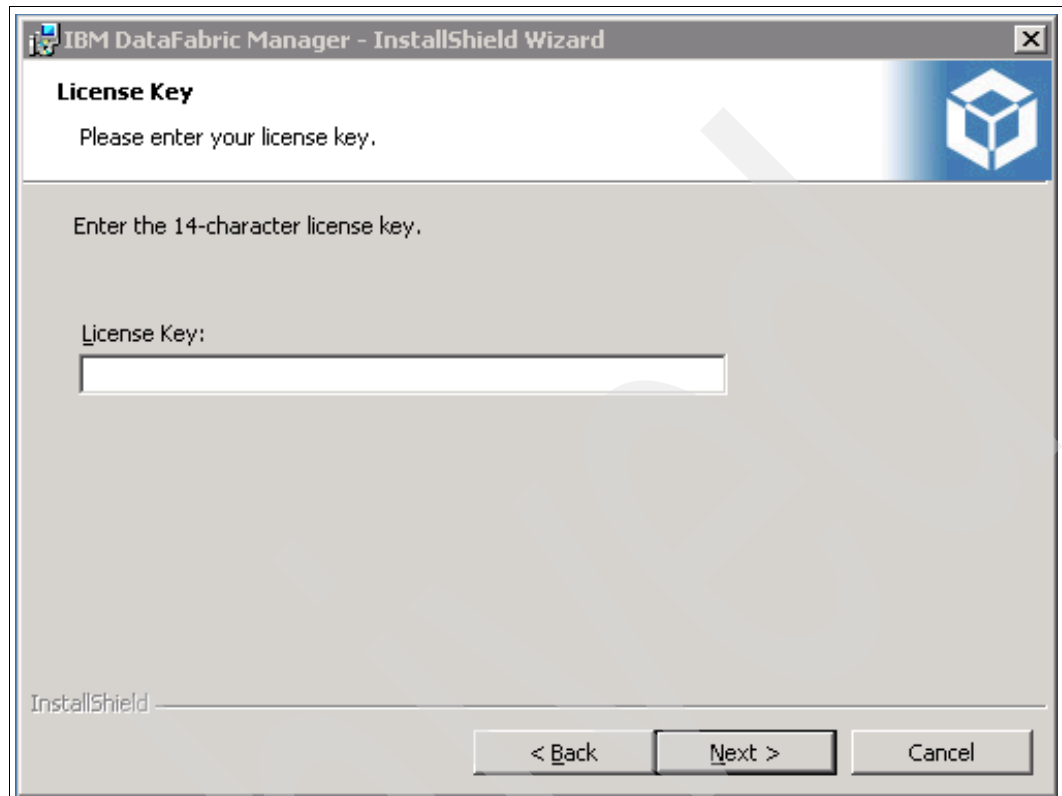 IBM DataFabric Manager - InstallShield Wizard
License Key
Please enter your license key.
Enter the 14-character license key.
License Key:
InstallShield
< Back Next > Cancel